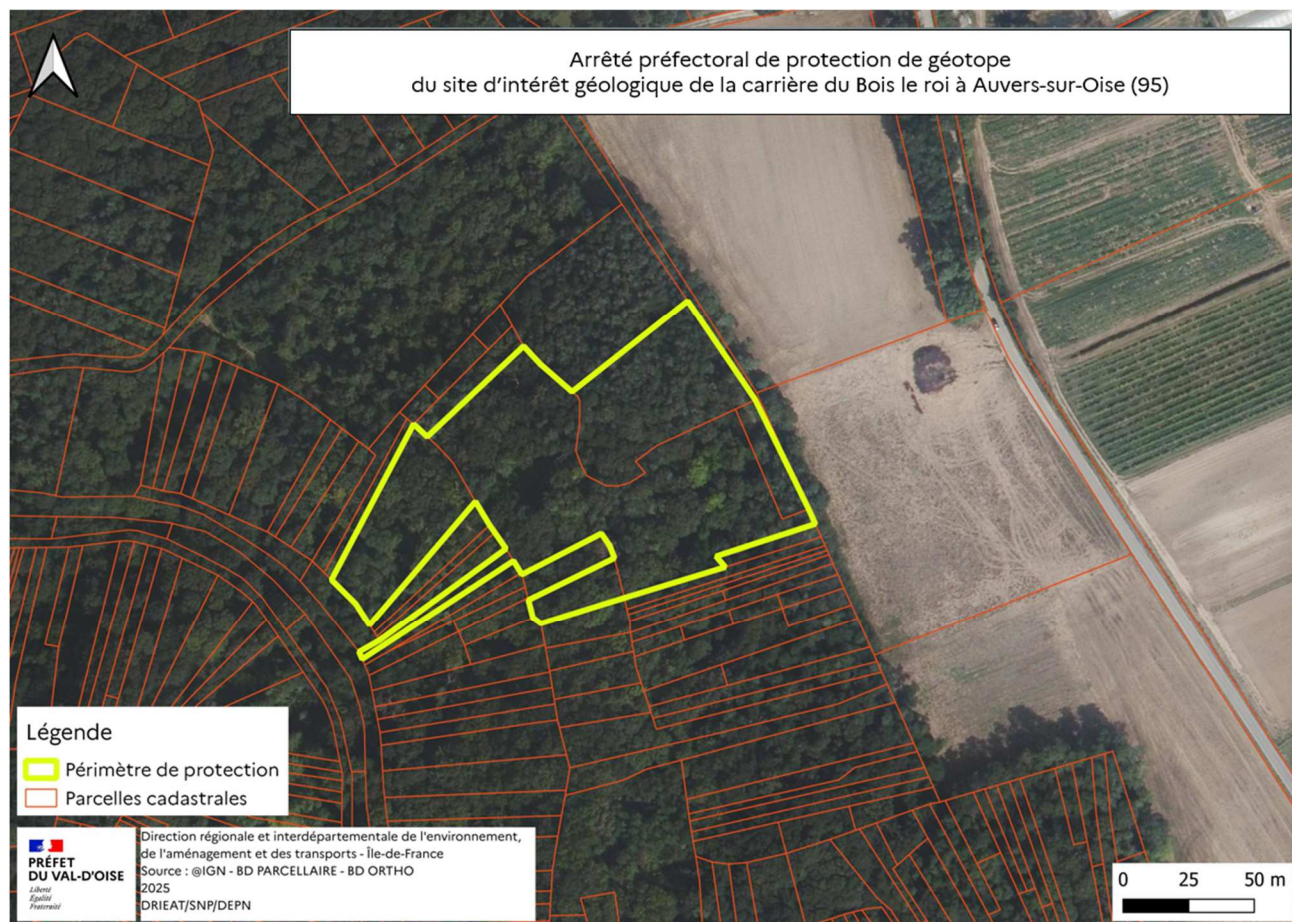 Arrêté préfectoral de protection de géotope
du site d'intérêt géologique de la carrière du Bois le roi à Auvers-sur-Oise (95)
Légende
Périmètre de protection
Parcelles cadastrales
PRÉFET
DU VAL-D'OISE
Liberté
Égalité
Fraternité
Direction régionale et interdépartementale de l'environnement,
de l'aménagement et des transports - Île-de-France
Source : @IGN - BD PARCELLAIRE - BD ORTHO
2025
DRIEAT/SNP/DEPN
0 25 50 m